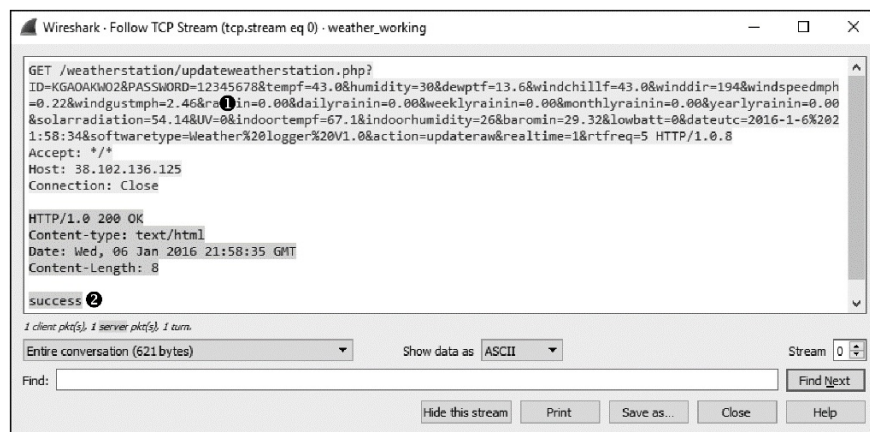 Wireshark · Follow TCP Stream (tcp.stream eq 0) · weather_working
GET /weatherstation/updateweatherstation.php?
ID=KGAOAKWO2&PASSWORD=12345678&tempf=43.0&humidity=30&dewptf=13.6&windchillf=43.0&winddir=194&windspeedmph
=0.22&windgustmph=2.46&ra❶in=0.00&dailyrainin=0.00&weeklyrainin=0.00&monthlyrainin=0.00&yearlyrainin=0.00
&solarradiation=54.14&UV=0&indoortempf=67.1&indoorhumidity=26&baromin=29.32&lowbatt=0&dateutc=2016-1-6%202
1:58:34&softwaretype=Weather%20logger%20V1.0&action=updateraw&realtime=1&rtfreq=5 HTTP/1.0.8
Accept: */*
Host: 38.102.136.125
Connection: Close
HTTP/1.0 200 OK
Content-type: text/html
Date: Wed, 06 Jan 2016 21:58:35 GMT
Content-Length: 8
success ❷
1 client pkt(s), 1 server pkt(s), 1 turn.
Entire conversation (621 bytes) Show data as ASCII Stream 0
Find: Find Next
Hide this stream Print Save as... Close Help